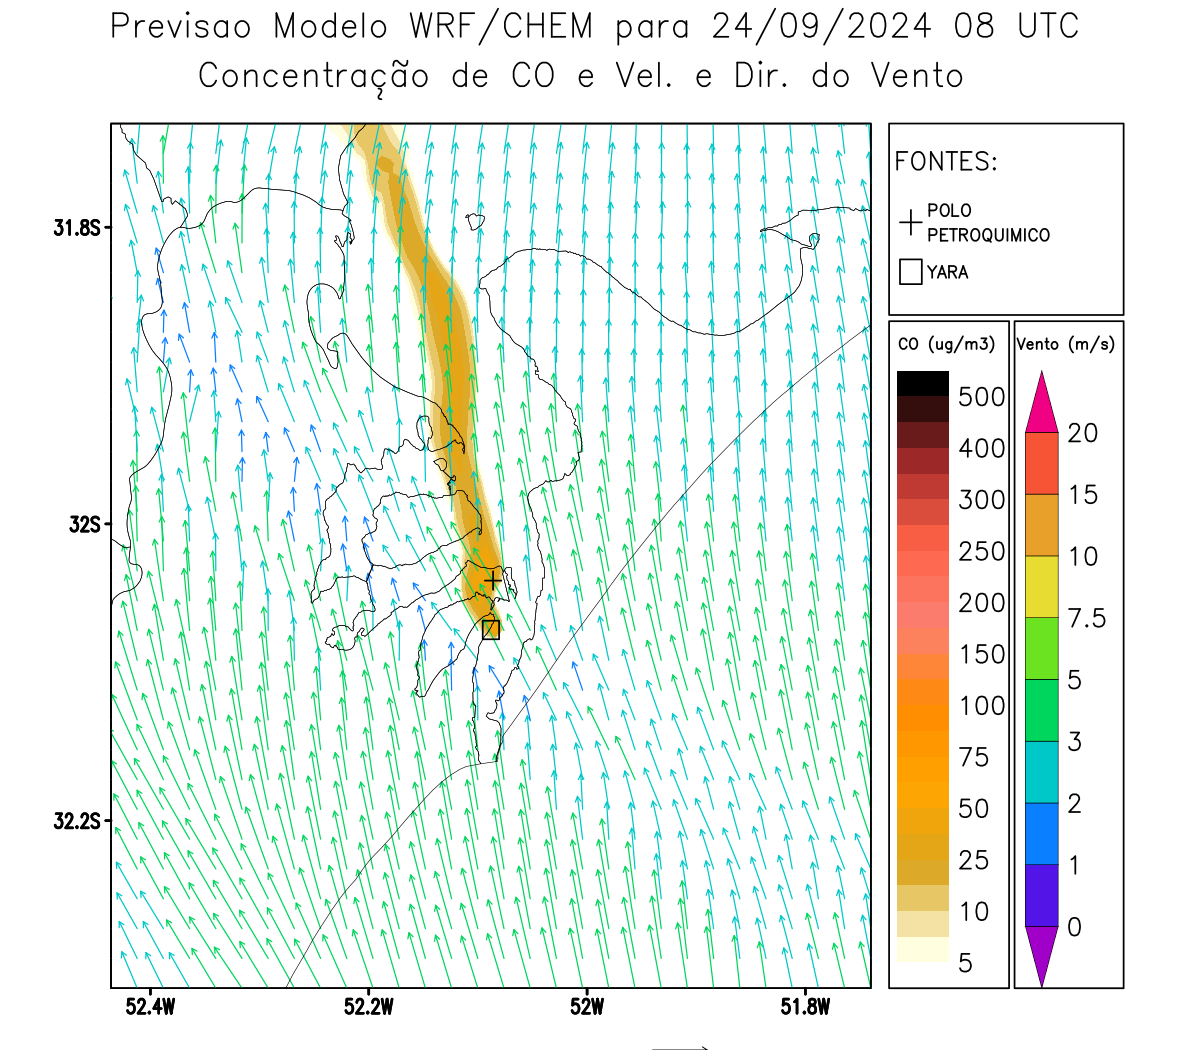 Previsao Modelo WRF/CHEM para 24/09/2024 08 UTC
Concentração de CO e Vel. e Dir. do Vento
FONTES:
POLO
PETROQUIMICO
YARA
CO (ug/m3)
500
400
300
250
200
150
100
75
50
25
10
5
Vento (m/s)
20
15
10
7.5
5
3
2
1
0
31.8S
32S
32.2S
52.4W
52.2W
52W
51.8W